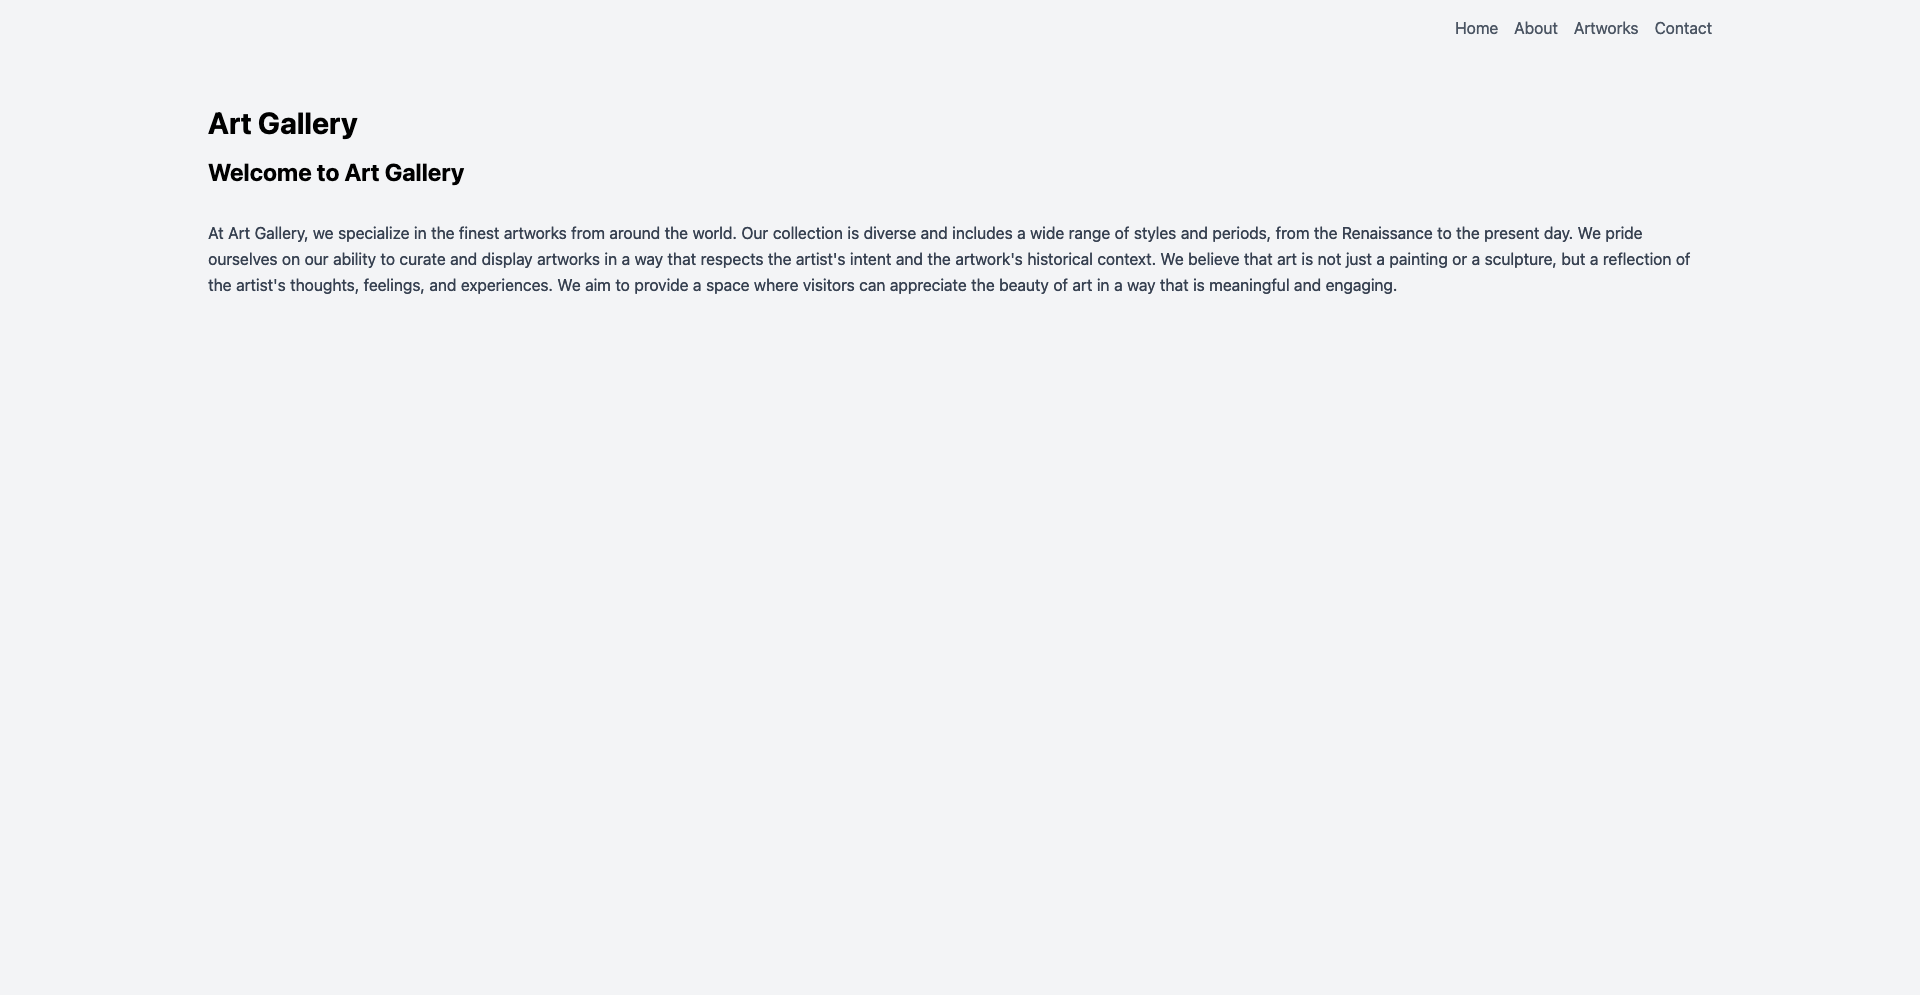 Home About Artworks Contact
Art Gallery
Welcome to Art Gallery
At Art Gallery, we specialize in the finest artworks from around the world. Our collection is diverse and includes a wide range of styles and periods, from the Renaissance to the present day. We pride
ourselves on our ability to curate and display artworks in a way that respects the artist's intent and the artwork's historical context. We believe that art is not just a painting or a sculpture, but a reflection of
the artist's thoughts, feelings, and experiences. We aim to provide a space where visitors can appreciate the beauty of art in a way that is meaningful and engaging.